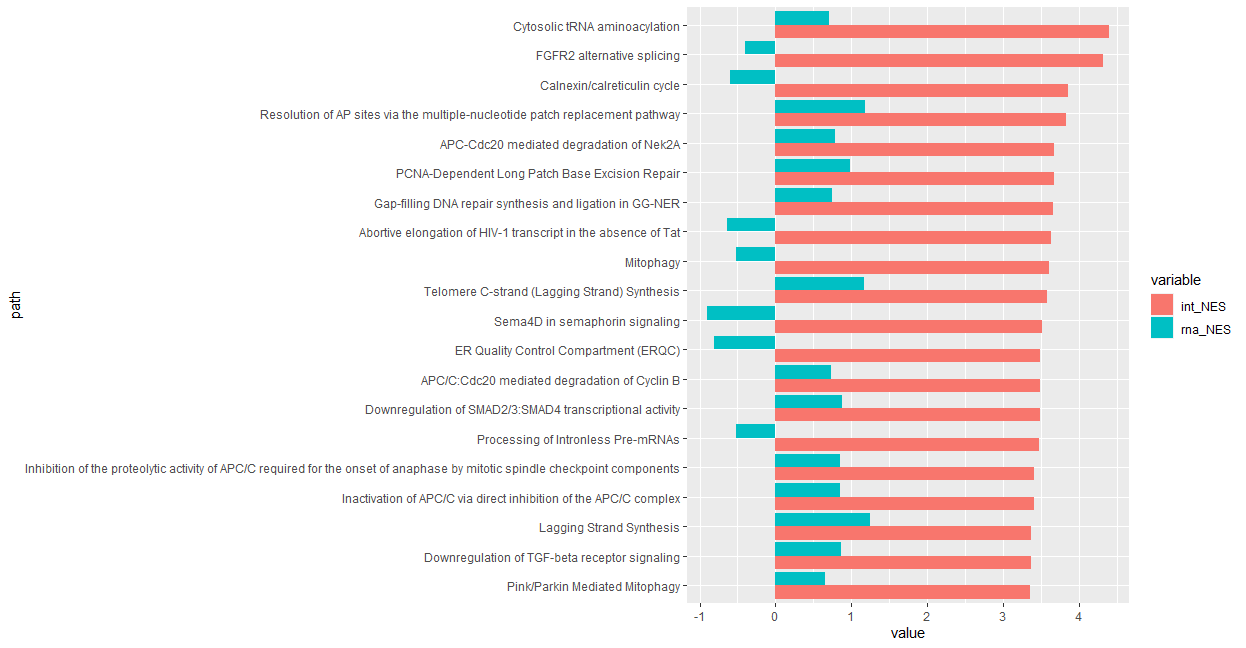 Cytosolic tRNA aminoacylation
FGFR2 alternative splicing
Calnexin/calreticulin cycle
Resolution of AP sites via the multiple-nucleotide patch replacement pathway
APC-Cdc20 mediated degradation of Nek2A
PCNA-Dependent Long Patch Base Excision Repair
Gap-filling DNA repair synthesis and ligation in GG-NER
Abortive elongation of HIV-1 transcript in the absence of Tat
Mitophagy
Telomere C-strand (Lagging Strand) Synthesis
Sema4D in semaphorin signaling
ER Quality Control Compartment (ERQC)
APC/C:Cdc20 mediated degradation of Cyclin B
Downregulation of SMAD2/3:SMAD4 transcriptional activity
Processing of Intronless Pre-mRNAs
Inhibition of the proteolytic activity of APC/C required for the onset of anaphase by mitotic spindle checkpoint components
Inactivation of APC/C via direct inhibition of the APC/C complex
Lagging Strand Synthesis
Downregulation of TGF-beta receptor signaling
Pink/Parkin Mediated Mitophagy
path
-1 0 1 2 3 4
value
variable
int_NES
rna_NES